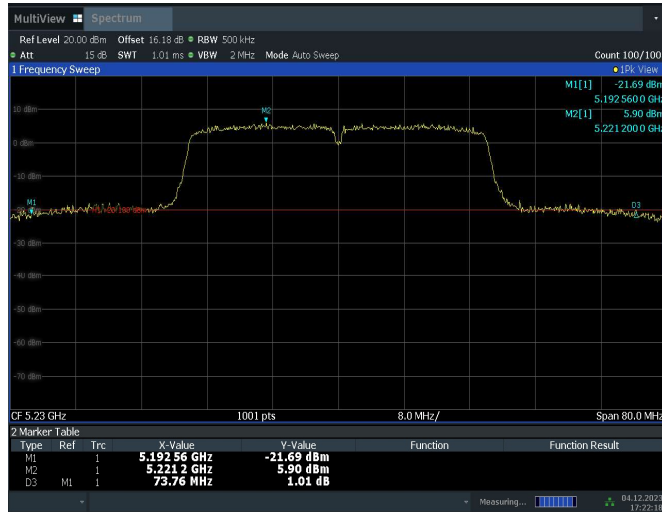 MultiView Spectrum
Ref Level 20.00 dBm Offset 16.18 dB RBW 500 kHz
Att 15 dB SWT 1.01 ms VBW 2 MHz Mode Auto Sweep Count 100/100
1 Frequency Sweep 1Pk View
M1[1] -21.69 dBm
5.192 560 0 GHz
M2[1] 5.90 dBm
5.221 200 0 GHz
10 dBm
M2
0 dBm
-10 dBm
M1
D3
-30 dBm
-40 dBm
-50 dBm
-60 dBm
-70 dBm
CF 5.23 GHz 1001 pts 8.0 MHz/ Span 80.0 MHz
2 Marker Table
Type Ref Trc X-Value Y-Value Function Function Result
M1 1 5.192 56 GHz -21.69 dBm
M2 1 5.221 2 GHz 5.90 dBm
D3 M1 1 73.76 MHz 1.01 dB
Measuring... 04.12.2023
17:22:18